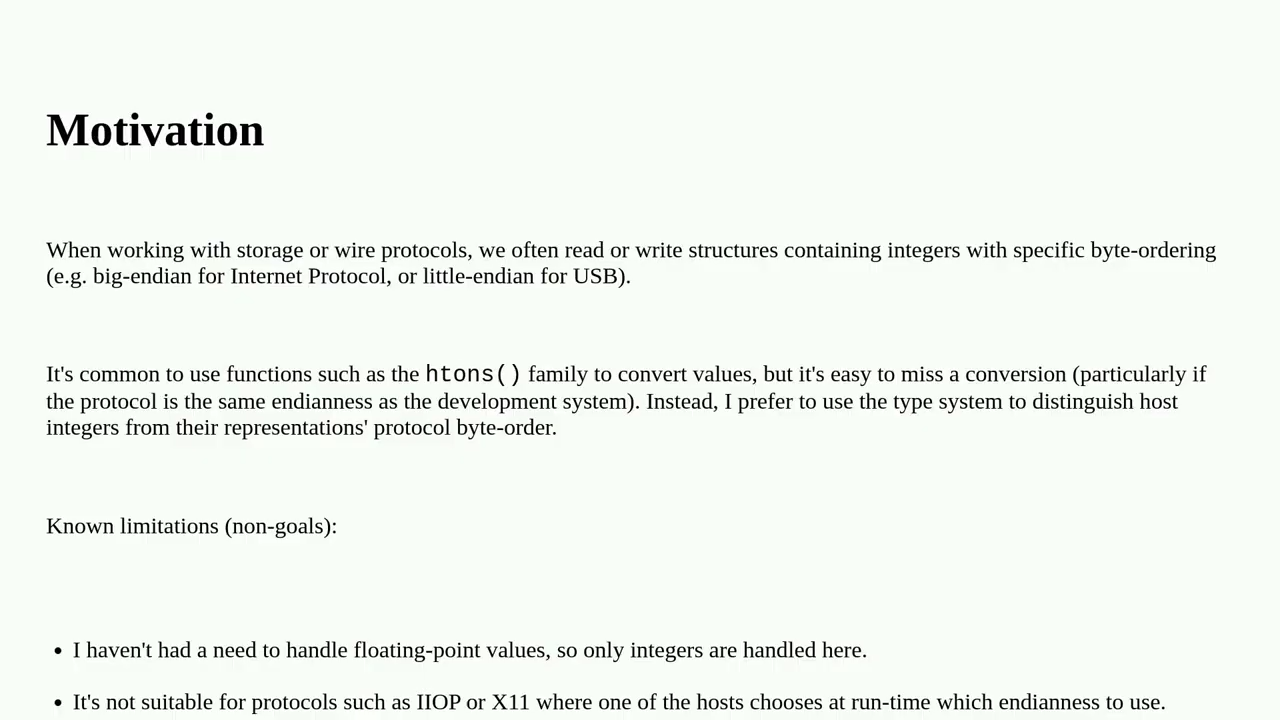 Motivation
When working with storage or wire protocols, we often read or write structures containing integers with specific byte-ordering
(e.g. big-endian for Internet Protocol, or little-endian for USB).
It's common to use functions such as the htons() family to convert values, but it's easy to miss a conversion (particularly if
the protocol is the same endianness as the development system). Instead, I prefer to use the type system to distinguish host
integers from their representations' protocol byte-order.
Known limitations (non-goals):
• I haven't had a need to handle floating-point values, so only integers are handled here.
• It's not suitable for protocols such as IIOP or X11 where one of the hosts chooses at run-time which endianness to use.